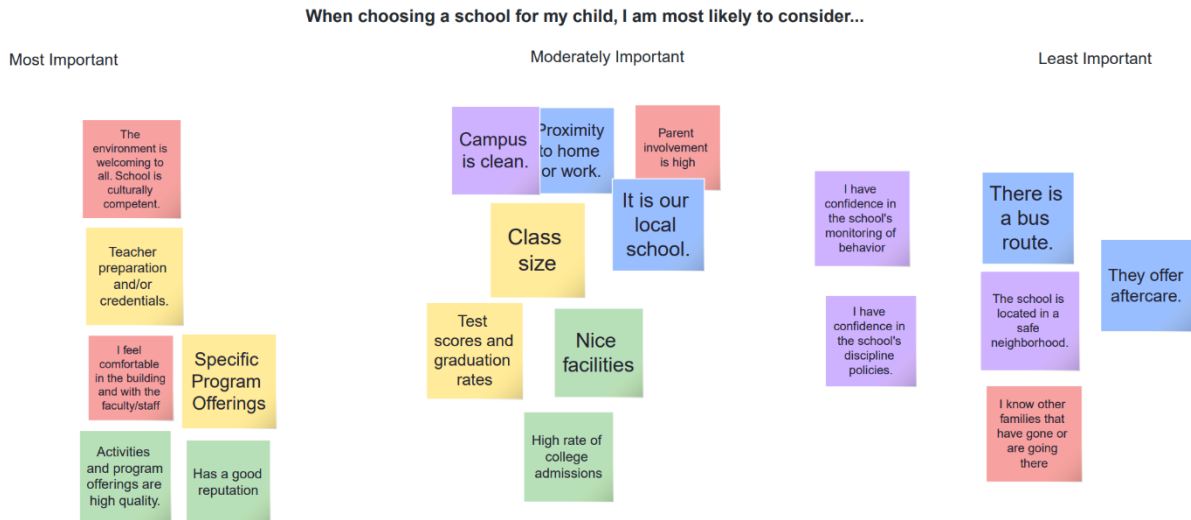 When choosing a school for my child, I am most likely to consider...
Most Important
Moderately Important
Least Important
The
environment is
welcoming to
all. School is
culturally
competent.
Teacher
preparation
and/or
credentials.
I feel
comfortable
in the building
and with the
faculty/staff
Specific
Program
Offerings
Activities
and program
offerings are
high quality.
Has a good
reputation
Campus
is clean.
Proximity
to home
or work.
Parent
involvement
is high
It is our
local
school.
Class
size
Test
scores and
graduation
rates
Nice
facilities
High rate of
college
admissions
I have
confidence in
the school's
monitoring of
behavior
I have
confidence in
the school's
discipline
policies.
There is
a bus
route.
They offer
aftercare.
The school is
located in a
safe
neighborhood.
I know other
families that
have gone or
are going
there